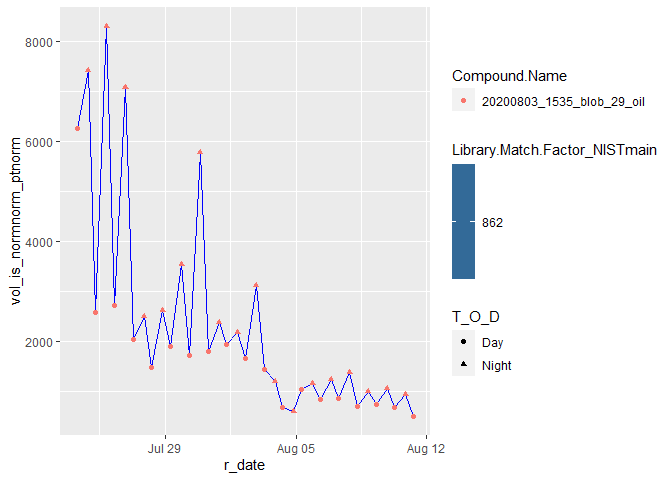 8000
6000
4000
2000
vol_is_normnorm_ptnorm
Jul 29
Aug 05
Aug 12
r_date
Compound.Name
20200803_1535_blob_29_oil
Library.Match.Factor_NISTmain
862
T_O_D
Day
Night